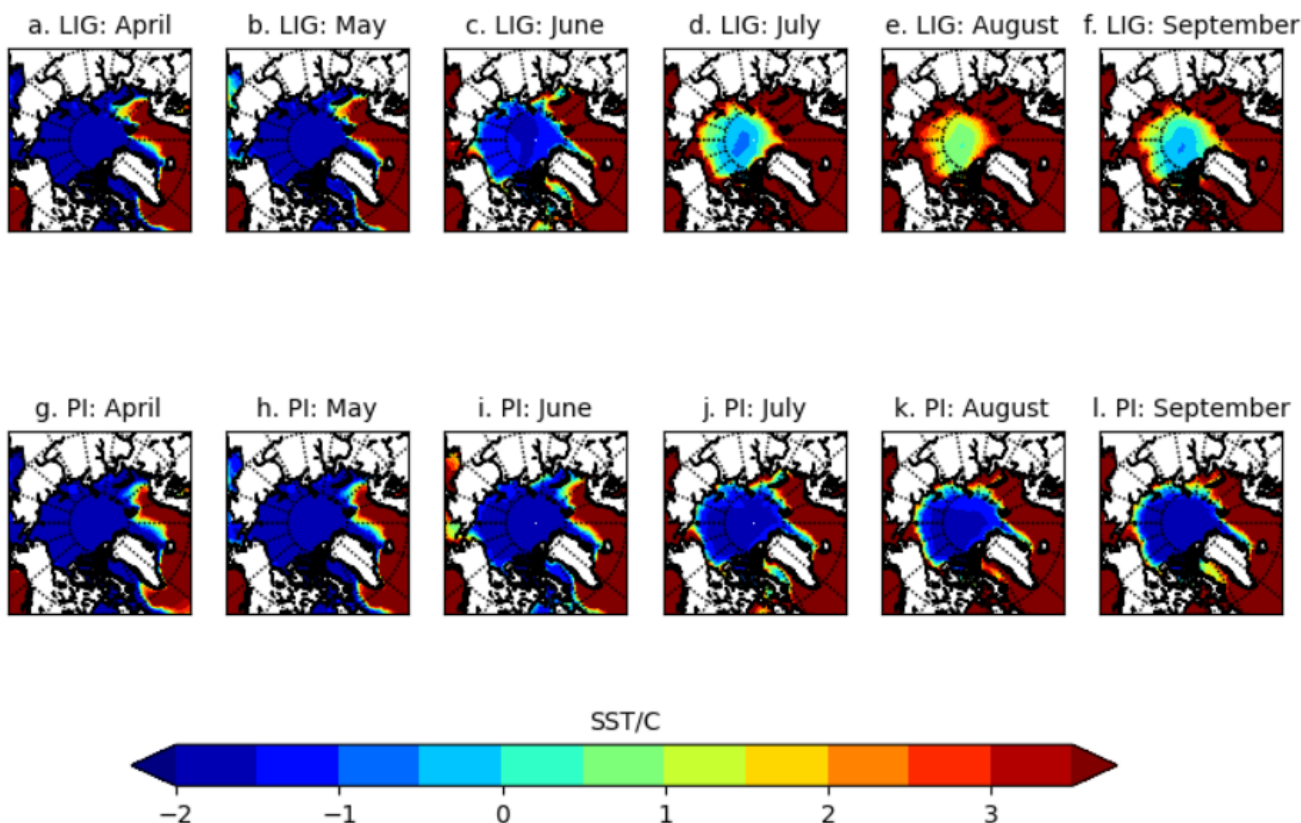 a. LIG: April b. LIG: May c. LIG: June d. LIG: July e. LIG: August f. LIG: September
g. PI: April h. PI: May i. PI: June j. PI: July k. PI: August l. PI: September
SST/C
−2 −1 0 1 2 3